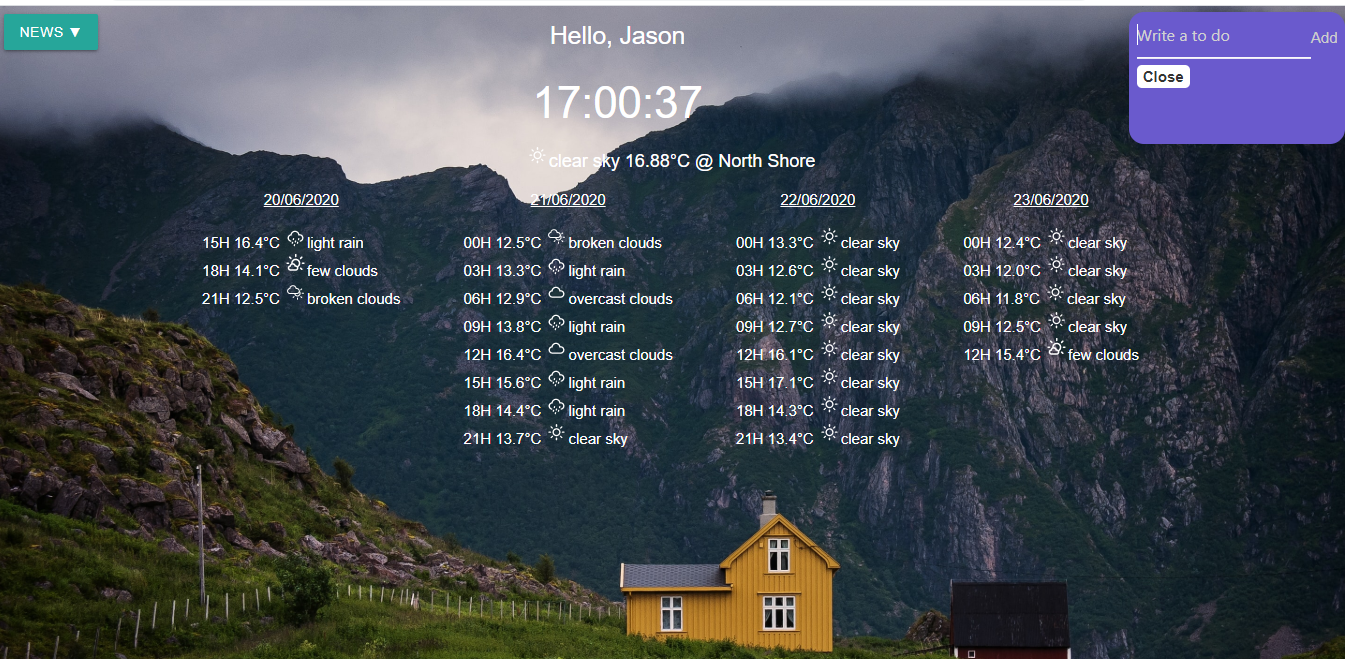 NEWS ▼
Hello, Jason
Write a to do
Add
Close
17:00:37
clear sky 16.88°C @ North Shore
20/06/2020
15H 16.4°C light rain
18H 14.1°C few clouds
21H 12.5°C broken clouds
21/06/2020
00H 12.5°C broken clouds
03H 13.3°C light rain
06H 12.9°C overcast clouds
09H 13.8°C light rain
12H 16.4°C overcast clouds
15H 15.6°C light rain
18H 14.4°C light rain
21H 13.7°C clear sky
22/06/2020
00H 13.3°C clear sky
03H 12.6°C clear sky
06H 12.1°C clear sky
09H 12.7°C clear sky
12H 16.1°C clear sky
15H 17.1°C clear sky
18H 14.3°C clear sky
21H 13.4°C clear sky
23/06/2020
00H 12.4°C clear sky
03H 12.0°C clear sky
06H 11.8°C clear sky
09H 12.5°C clear sky
12H 15.4°C few clouds